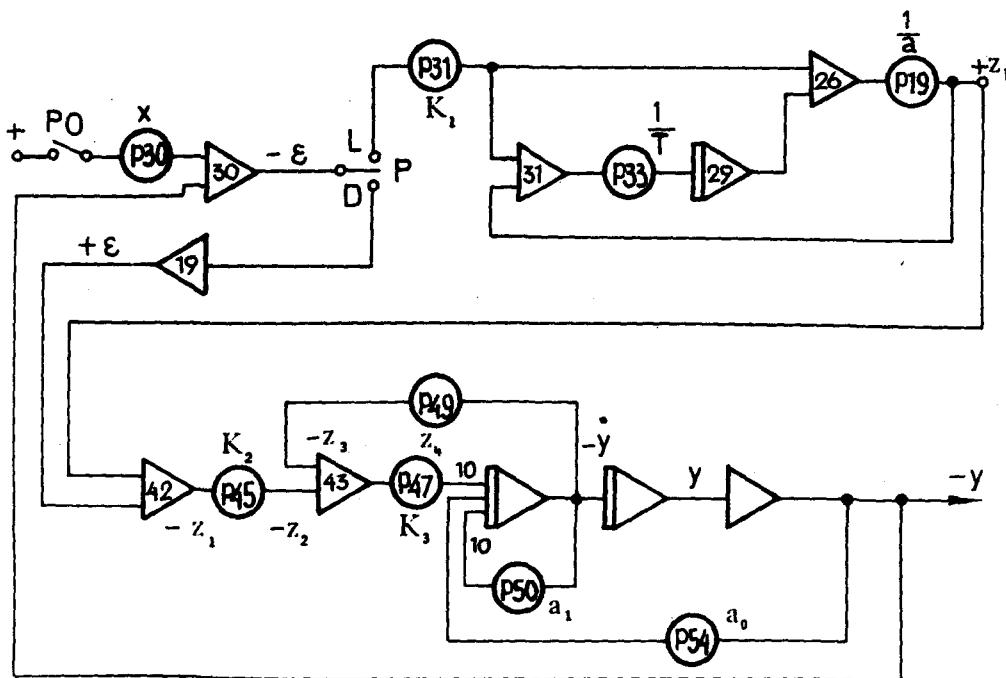 1
a
P31
26
P19
+z₁
K₁
x
1
T
+
PO
P30
30
- ε
L
P
D
31
P33
29
+ε
19
P49
-z₃
z₄
-ẏ
K₂
42
P45
43
P47
10
y
-y
- z₁
-z₂
K₃
10
P50
a₁
P54
a₀